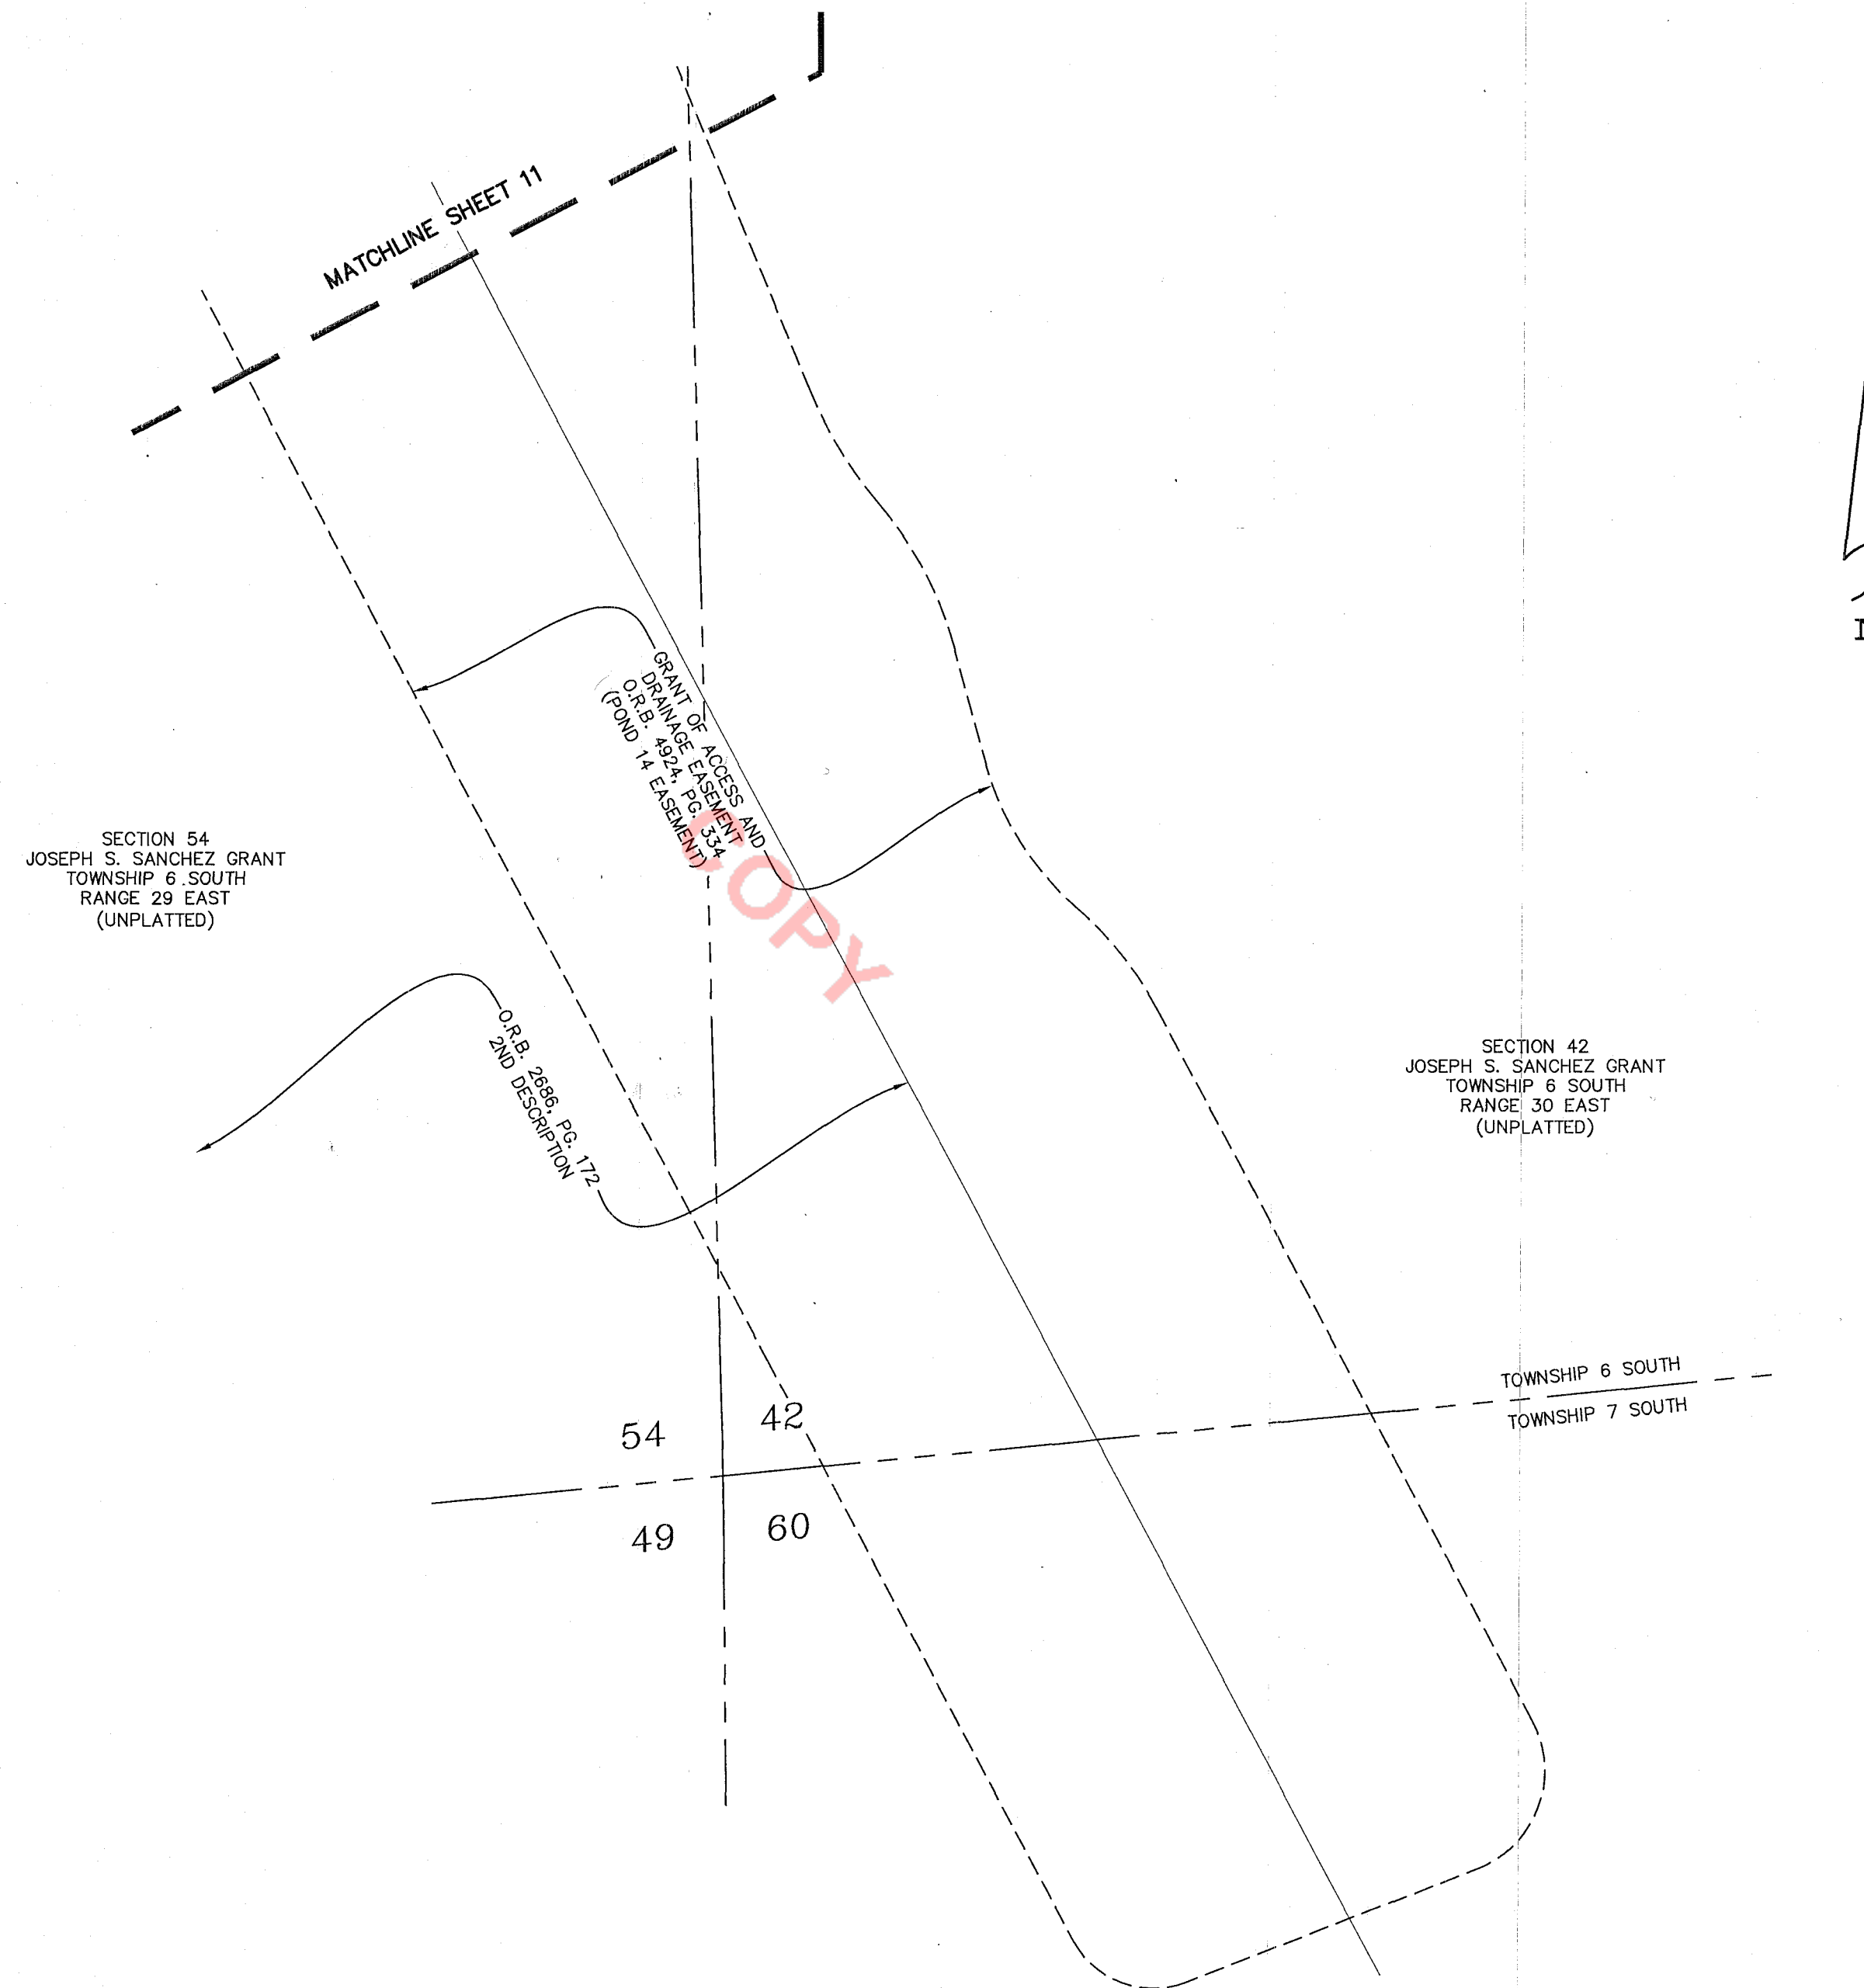 MATCHLINE SHEET 11
GRANT OF ACCESS AND
DRAINAGE EASEMENT
O.R.B. 4924, PG. 334
(POND 14 EASEMENT)
COPY
SECTION 54
JOSEPH S. SANCHEZ GRANT
TOWNSHIP 6 SOUTH
RANGE 29 EAST
(UNPLATTED)
O.R.B. 2686, PG. 172
2ND DESCRIPTION
SECTION 42
JOSEPH S. SANCHEZ GRANT
TOWNSHIP 6 SOUTH
RANGE 30 EAST
(UNPLATTED)
TOWNSHIP 6 SOUTH
TOWNSHIP 7 SOUTH
54
42
49
60